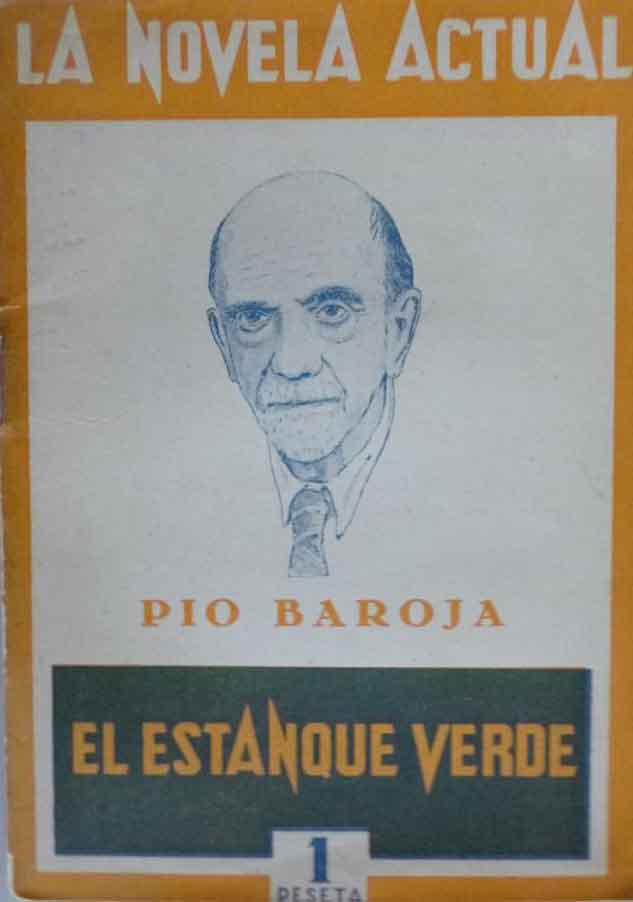 LA NOVELA ACTUAL
PIO BAROJA
EL ESTANQUE VERDE
1
PESETA